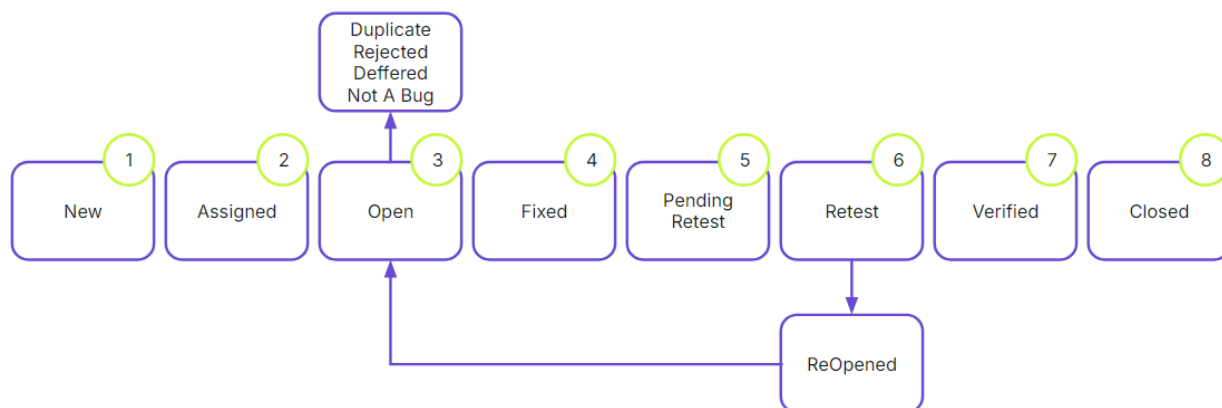 Duplicate
Rejected
Deffered
Not A Bug
1
New
2
Assigned
3
Open
4
Fixed
5
Pending
Retest
6
Retest
7
Verified
8
Closed
ReOpened